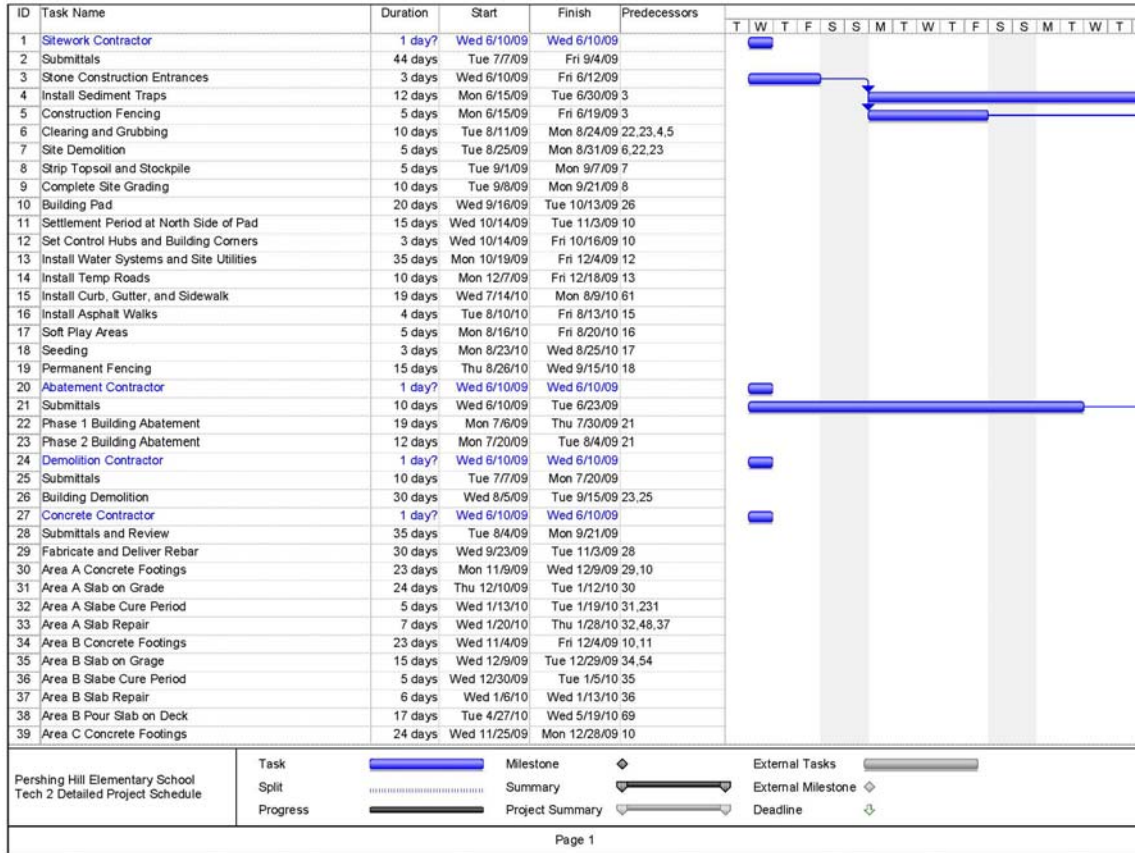 ID Task Name Duration Start Finish Predecessors
T W T F S S M T W T F S S M T W T
1 Sitework Contractor 1 day? Wed 6/10/09 Wed 6/10/09
2 Submittals 44 days Tue 7/7/09 Fri 9/4/09
3 Stone Construction Entrances 3 days Wed 6/10/09 Fri 6/12/09
4 Install Sediment Traps 12 days Mon 6/15/09 Tue 6/30/09 3
5 Construction Fencing 5 days Mon 6/15/09 Fri 6/19/09 3
6 Clearing and Grubbing 10 days Tue 8/11/09 Mon 8/24/09 22,23,4,5
7 Site Demolition 5 days Tue 8/25/09 Mon 8/31/09 6,22,23
8 Strip Topsoil and Stockpile 5 days Tue 9/1/09 Mon 9/7/09 7
9 Complete Site Grading 10 days Tue 9/8/09 Mon 9/21/09 8
10 Building Pad 20 days Wed 9/16/09 Tue 10/13/09 26
11 Settlement Period at North Side of Pad 15 days Wed 10/14/09 Tue 11/3/09 10
12 Set Control Hubs and Building Corners 3 days Wed 10/14/09 Fri 10/16/09 10
13 Install Water Systems and Site Utilities 35 days Mon 10/19/09 Fri 12/4/09 12
14 Install Temp Roads 10 days Mon 12/7/09 Fri 12/18/09 13
15 Install Curb, Gutter, and Sidewalk 19 days Wed 7/14/10 Mon 8/9/10 61
16 Install Asphalt Walks 4 days Tue 8/10/10 Fri 8/13/10 15
17 Soft Play Areas 5 days Mon 8/16/10 Fri 8/20/10 16
18 Seeding 3 days Mon 8/23/10 Wed 8/25/10 17
19 Permanent Fencing 15 days Thu 8/26/10 Wed 9/15/10 18
20 Abatement Contractor 1 day? Wed 6/10/09 Wed 6/10/09
21 Submittals 10 days Wed 6/10/09 Tue 6/23/09
22 Phase 1 Building Abatement 19 days Mon 7/6/09 Thu 7/30/09 21
23 Phase 2 Building Abatement 12 days Mon 7/20/09 Tue 8/4/09 21
24 Demolition Contractor 1 day? Wed 6/10/09 Wed 6/10/09
25 Submittals 10 days Tue 7/7/09 Mon 7/20/09
26 Building Demolition 30 days Wed 8/5/09 Tue 9/15/09 23,25
27 Concrete Contractor 1 day? Wed 6/10/09 Wed 6/10/09
28 Submittals and Review 35 days Tue 8/4/09 Mon 9/21/09
29 Fabricate and Deliver Rebar 30 days Wed 9/23/09 Tue 11/3/09 28
30 Area A Concrete Footings 23 days Mon 11/9/09 Wed 12/9/09 29,10
31 Area A Slab on Grade 24 days Thu 12/10/09 Tue 1/12/10 30
32 Area A Slabe Cure Period 5 days Wed 1/13/10 Tue 1/19/10 31,231
33 Area A Slab Repair 7 days Wed 1/20/10 Thu 1/28/10 32,48,37
34 Area B Concrete Footings 23 days Wed 11/4/09 Fri 12/4/09 10,11
35 Area B Slab on Grage 15 days Wed 12/9/09 Tue 12/29/09 34,54
36 Area B Slabe Cure Period 5 days Wed 12/30/09 Tue 1/5/10 35
37 Area B Slab Repair 6 days Wed 1/6/10 Wed 1/13/10 36
38 Area B Pour Slab on Deck 17 days Tue 4/27/10 Wed 5/19/10 69
39 Area C Concrete Footings 24 days Wed 11/25/09 Mon 12/28/09 10
Pershing Hill Elementary School
Tech 2 Detailed Project Schedule
Task Milestone External Tasks
Split Summary External Milestone
Progress Project Summary Deadline
Page 1